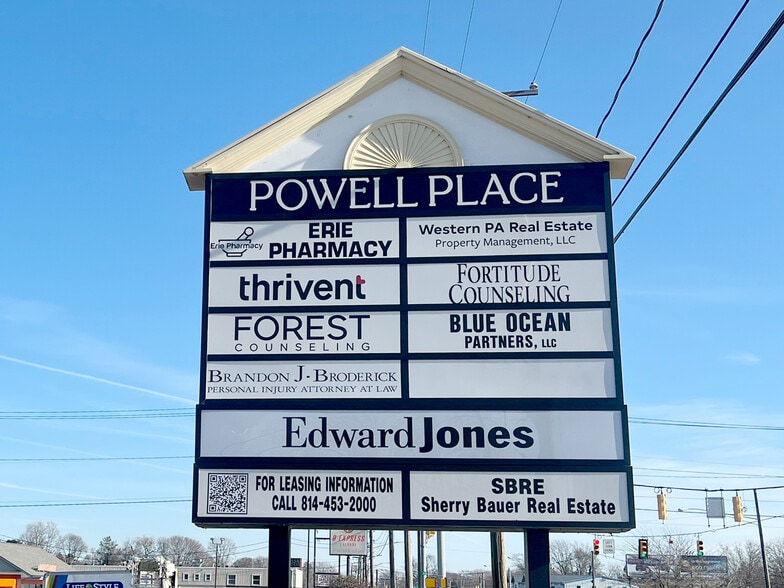 POWELL PLACE
Erie Pharmacy
ERIE
PHARMACY
Western PA Real Estate
Property Management, LLC
thrivent
FORTITUDE
COUNSELING
FOREST
COUNSELING
BLUE OCEAN
PARTNERS, LLC
BRANDON J. BRODERICK
PERSONAL INJURY ATTORNEY AT LAW
Edward Jones
FOR LEASING INFORMATION
CALL 814-453-2000
SBRE
Sherry Bauer Real Estate
LIFE STYLE